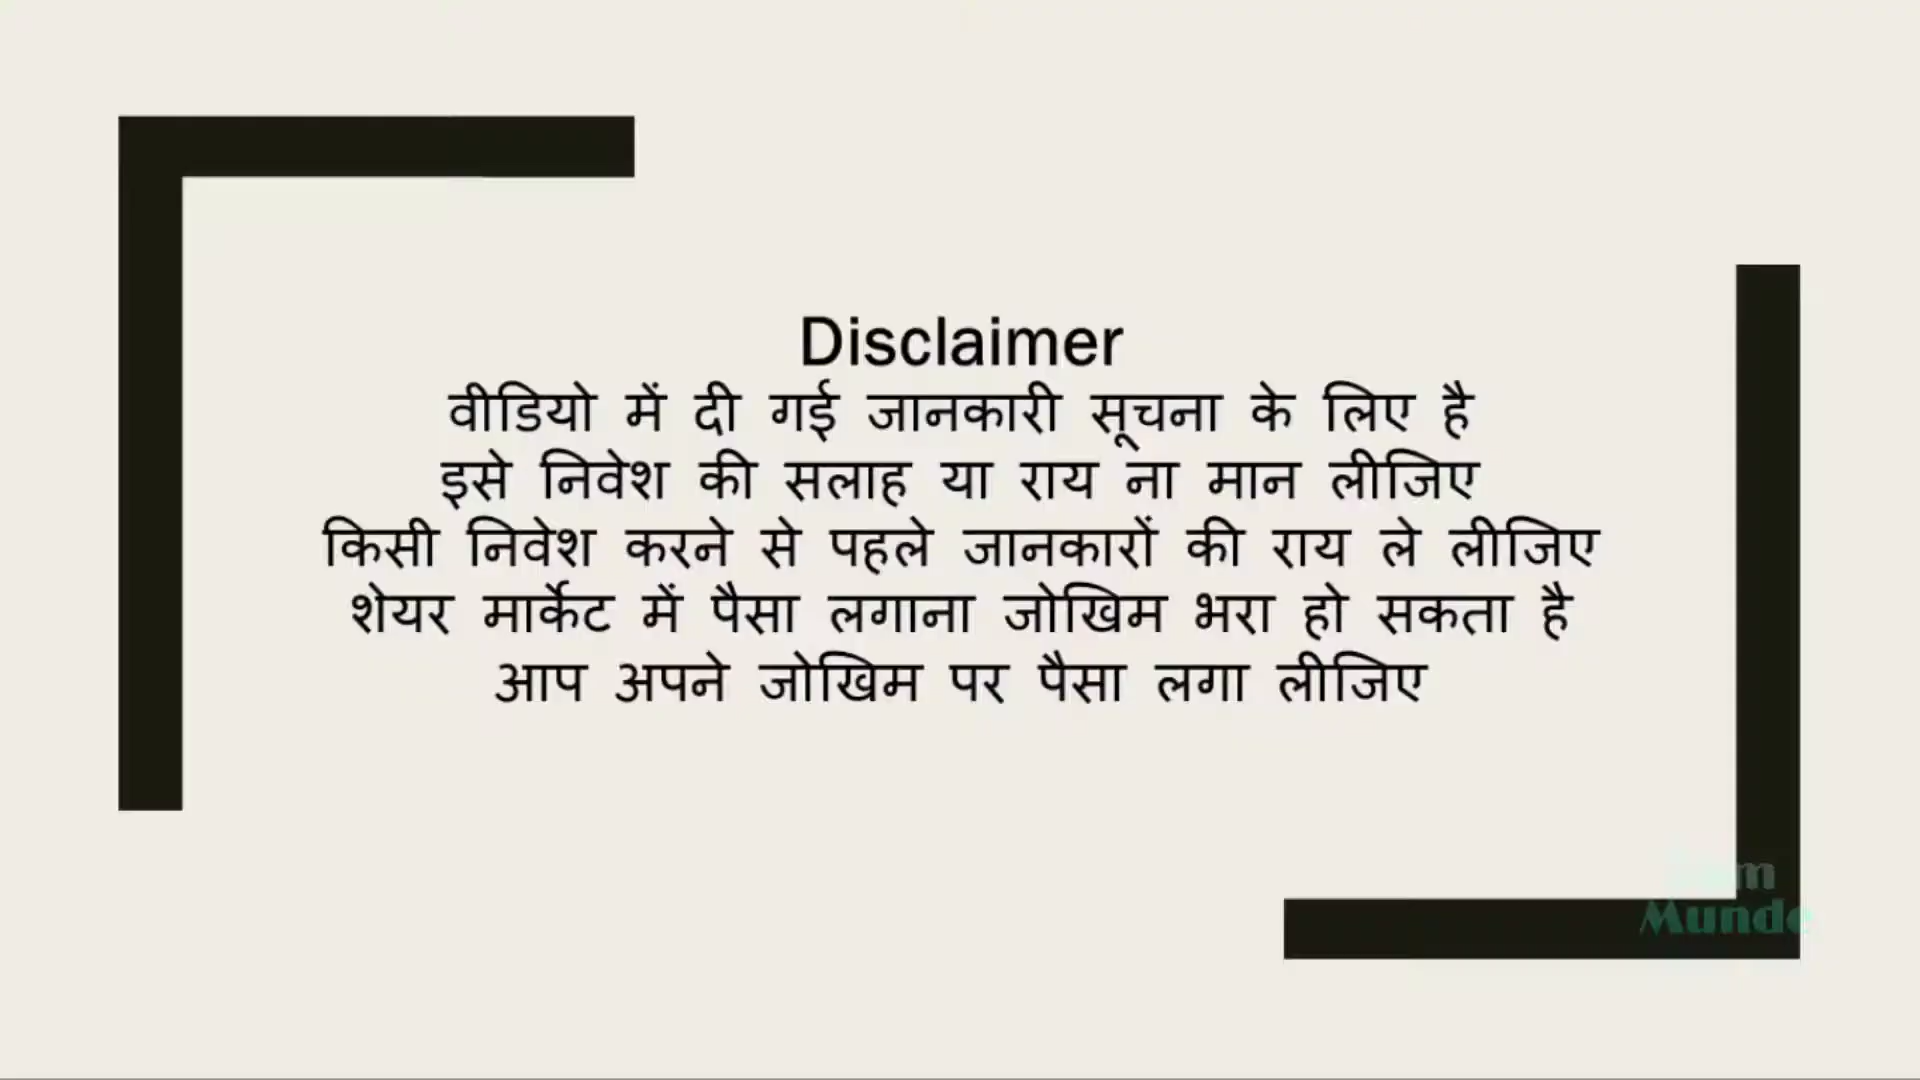 Disclaimer
वीडियो में दी गई जानकारी सूचना के लिए है
इसे निवेश की सलाह या राय ना मान लीजिए
किसी निवेश करने से पहले जानकारों की राय ले लीजिए
शेयर मार्केट में पैसा लगाना जोखिम भरा हो सकता है
आप अपने जोखिम पर पैसा लगा लीजिए
Munde